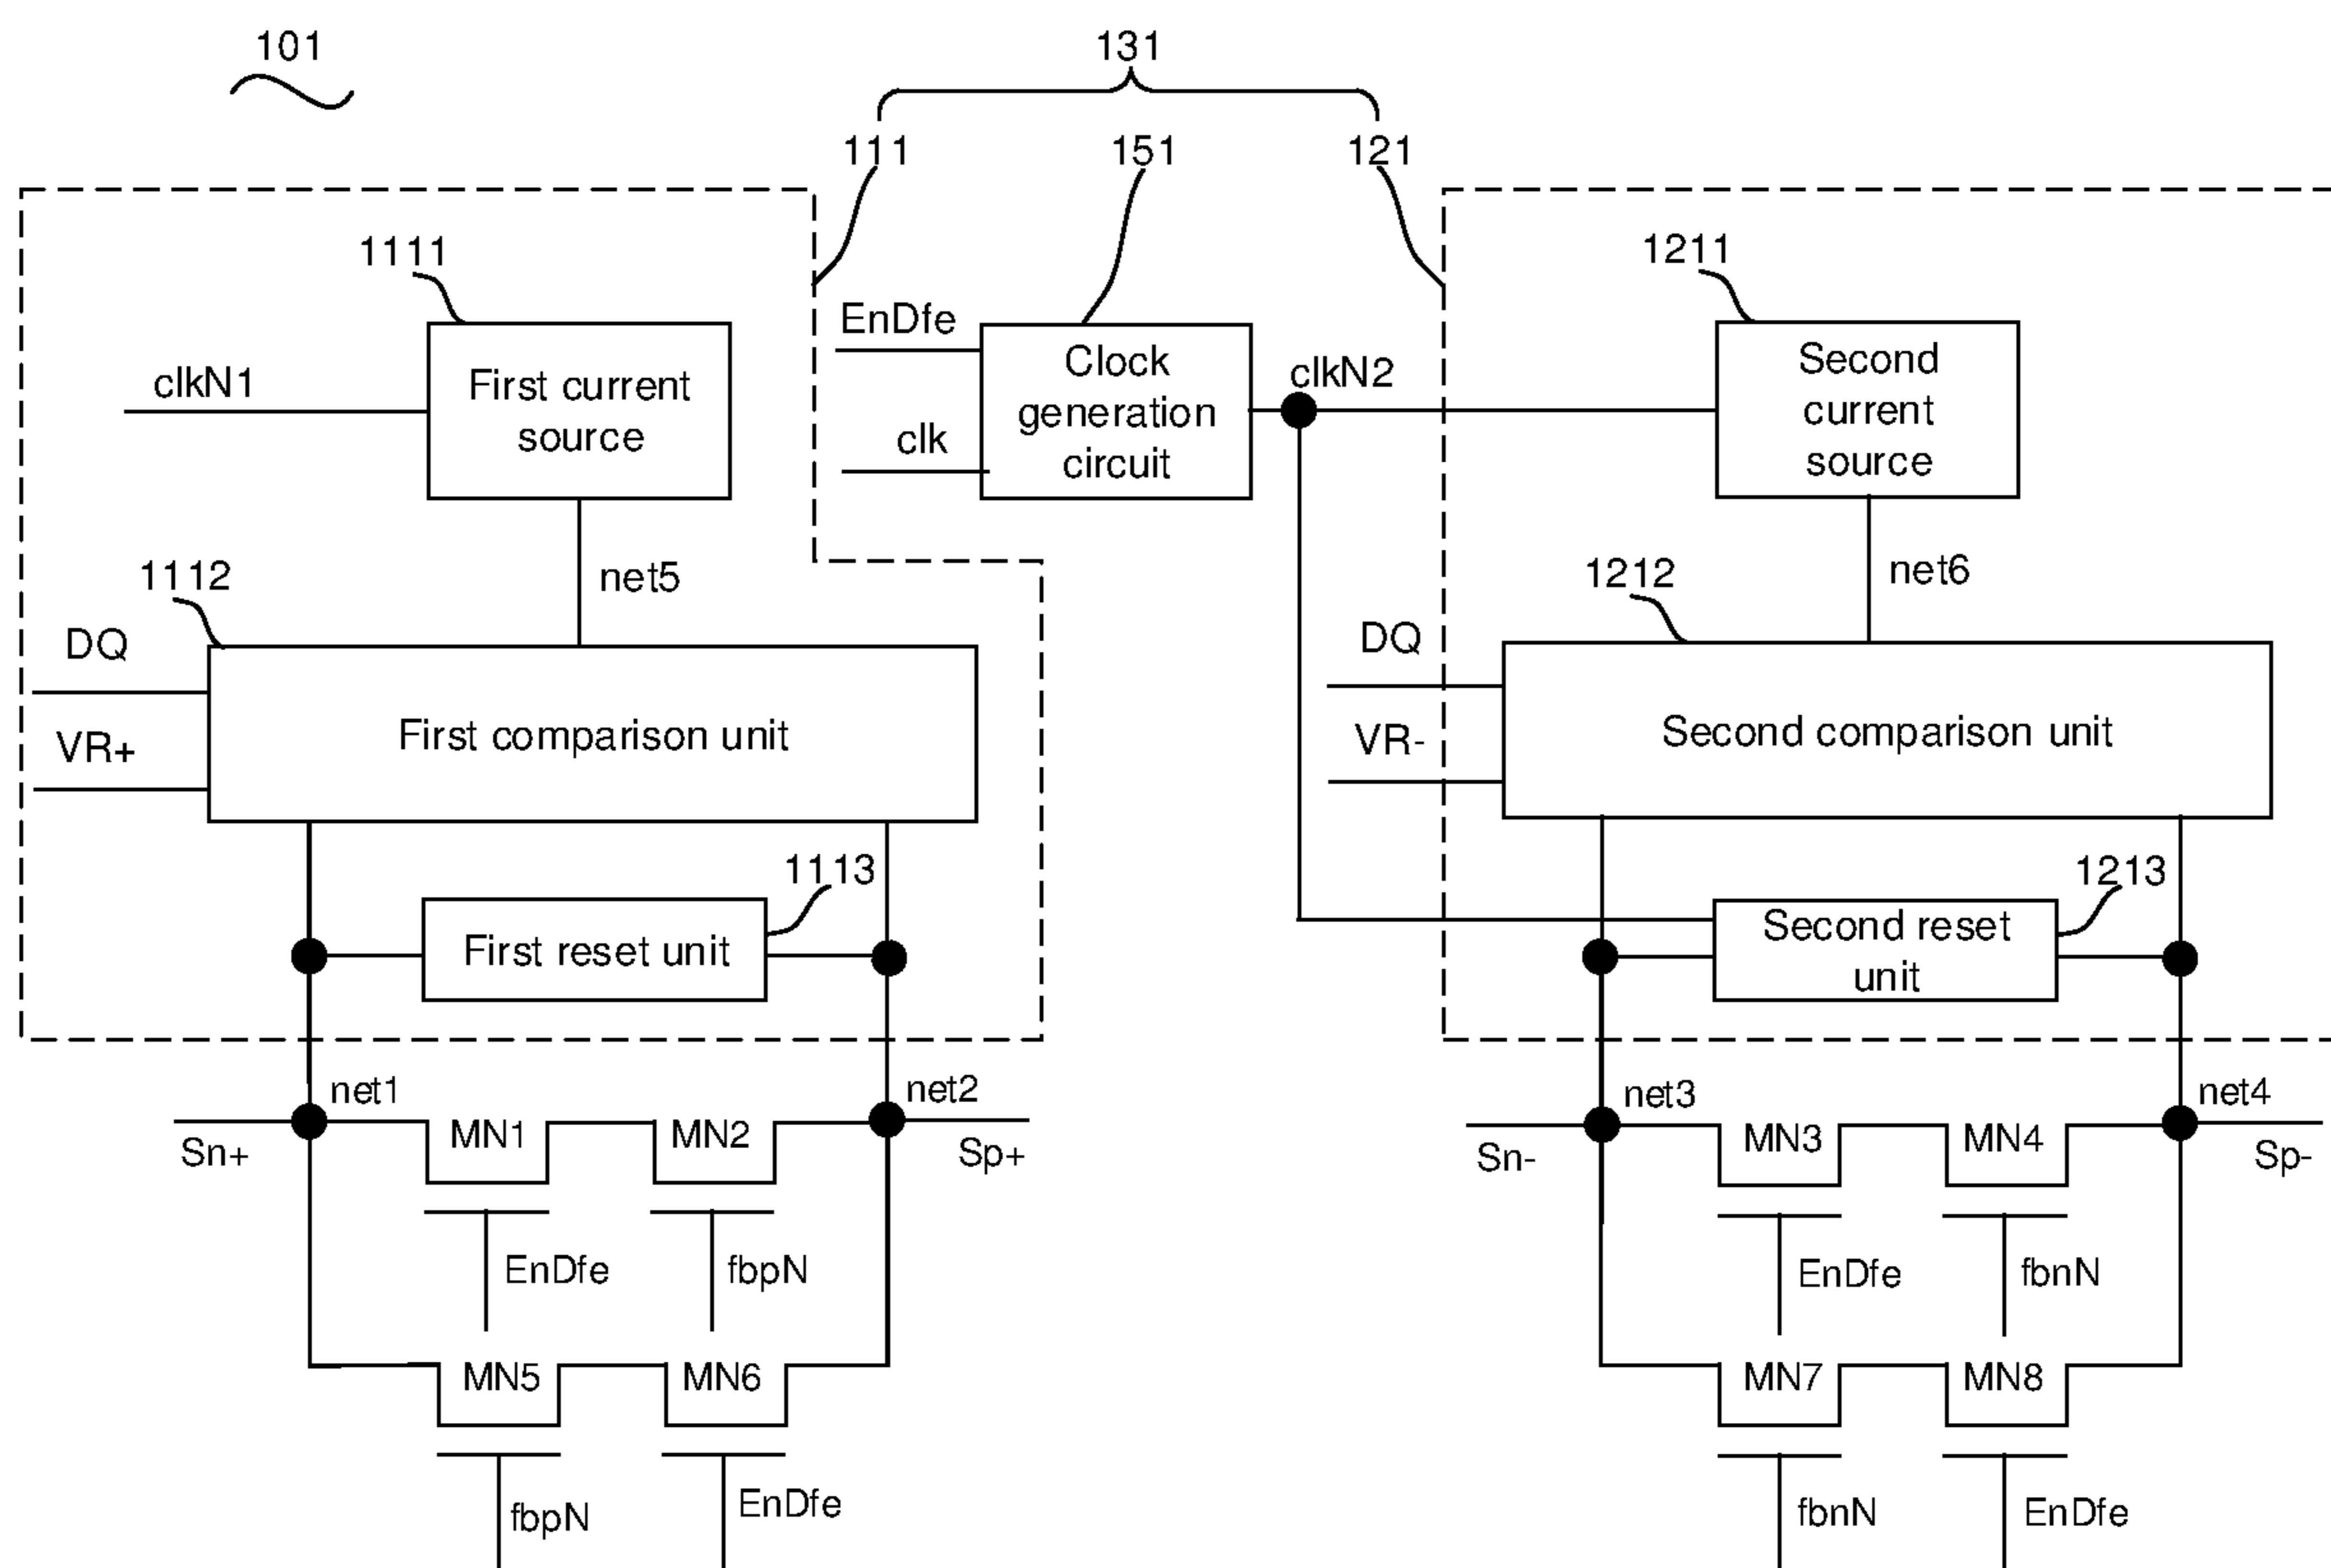 101
131
111
151
121
1111
1211
EnDfe
clkN1
First current
source
Clock
generation
circuit
clk
clkN2
Second
current
source
1112
net5
1212
net6
DQ
VR+
First comparison unit
DQ
VR-
Second comparison unit
1113
First reset unit
1213
Second reset
unit
net1
net2
Sn+
MN1
MN2
Sp+
EnDfe
fbpN
MN5
MN6
fbpN
EnDfe
net3
net4
Sn-
MN3
MN4
Sp-
EnDfe
fbnN
MN7
MN8
fbnN
EnDfe